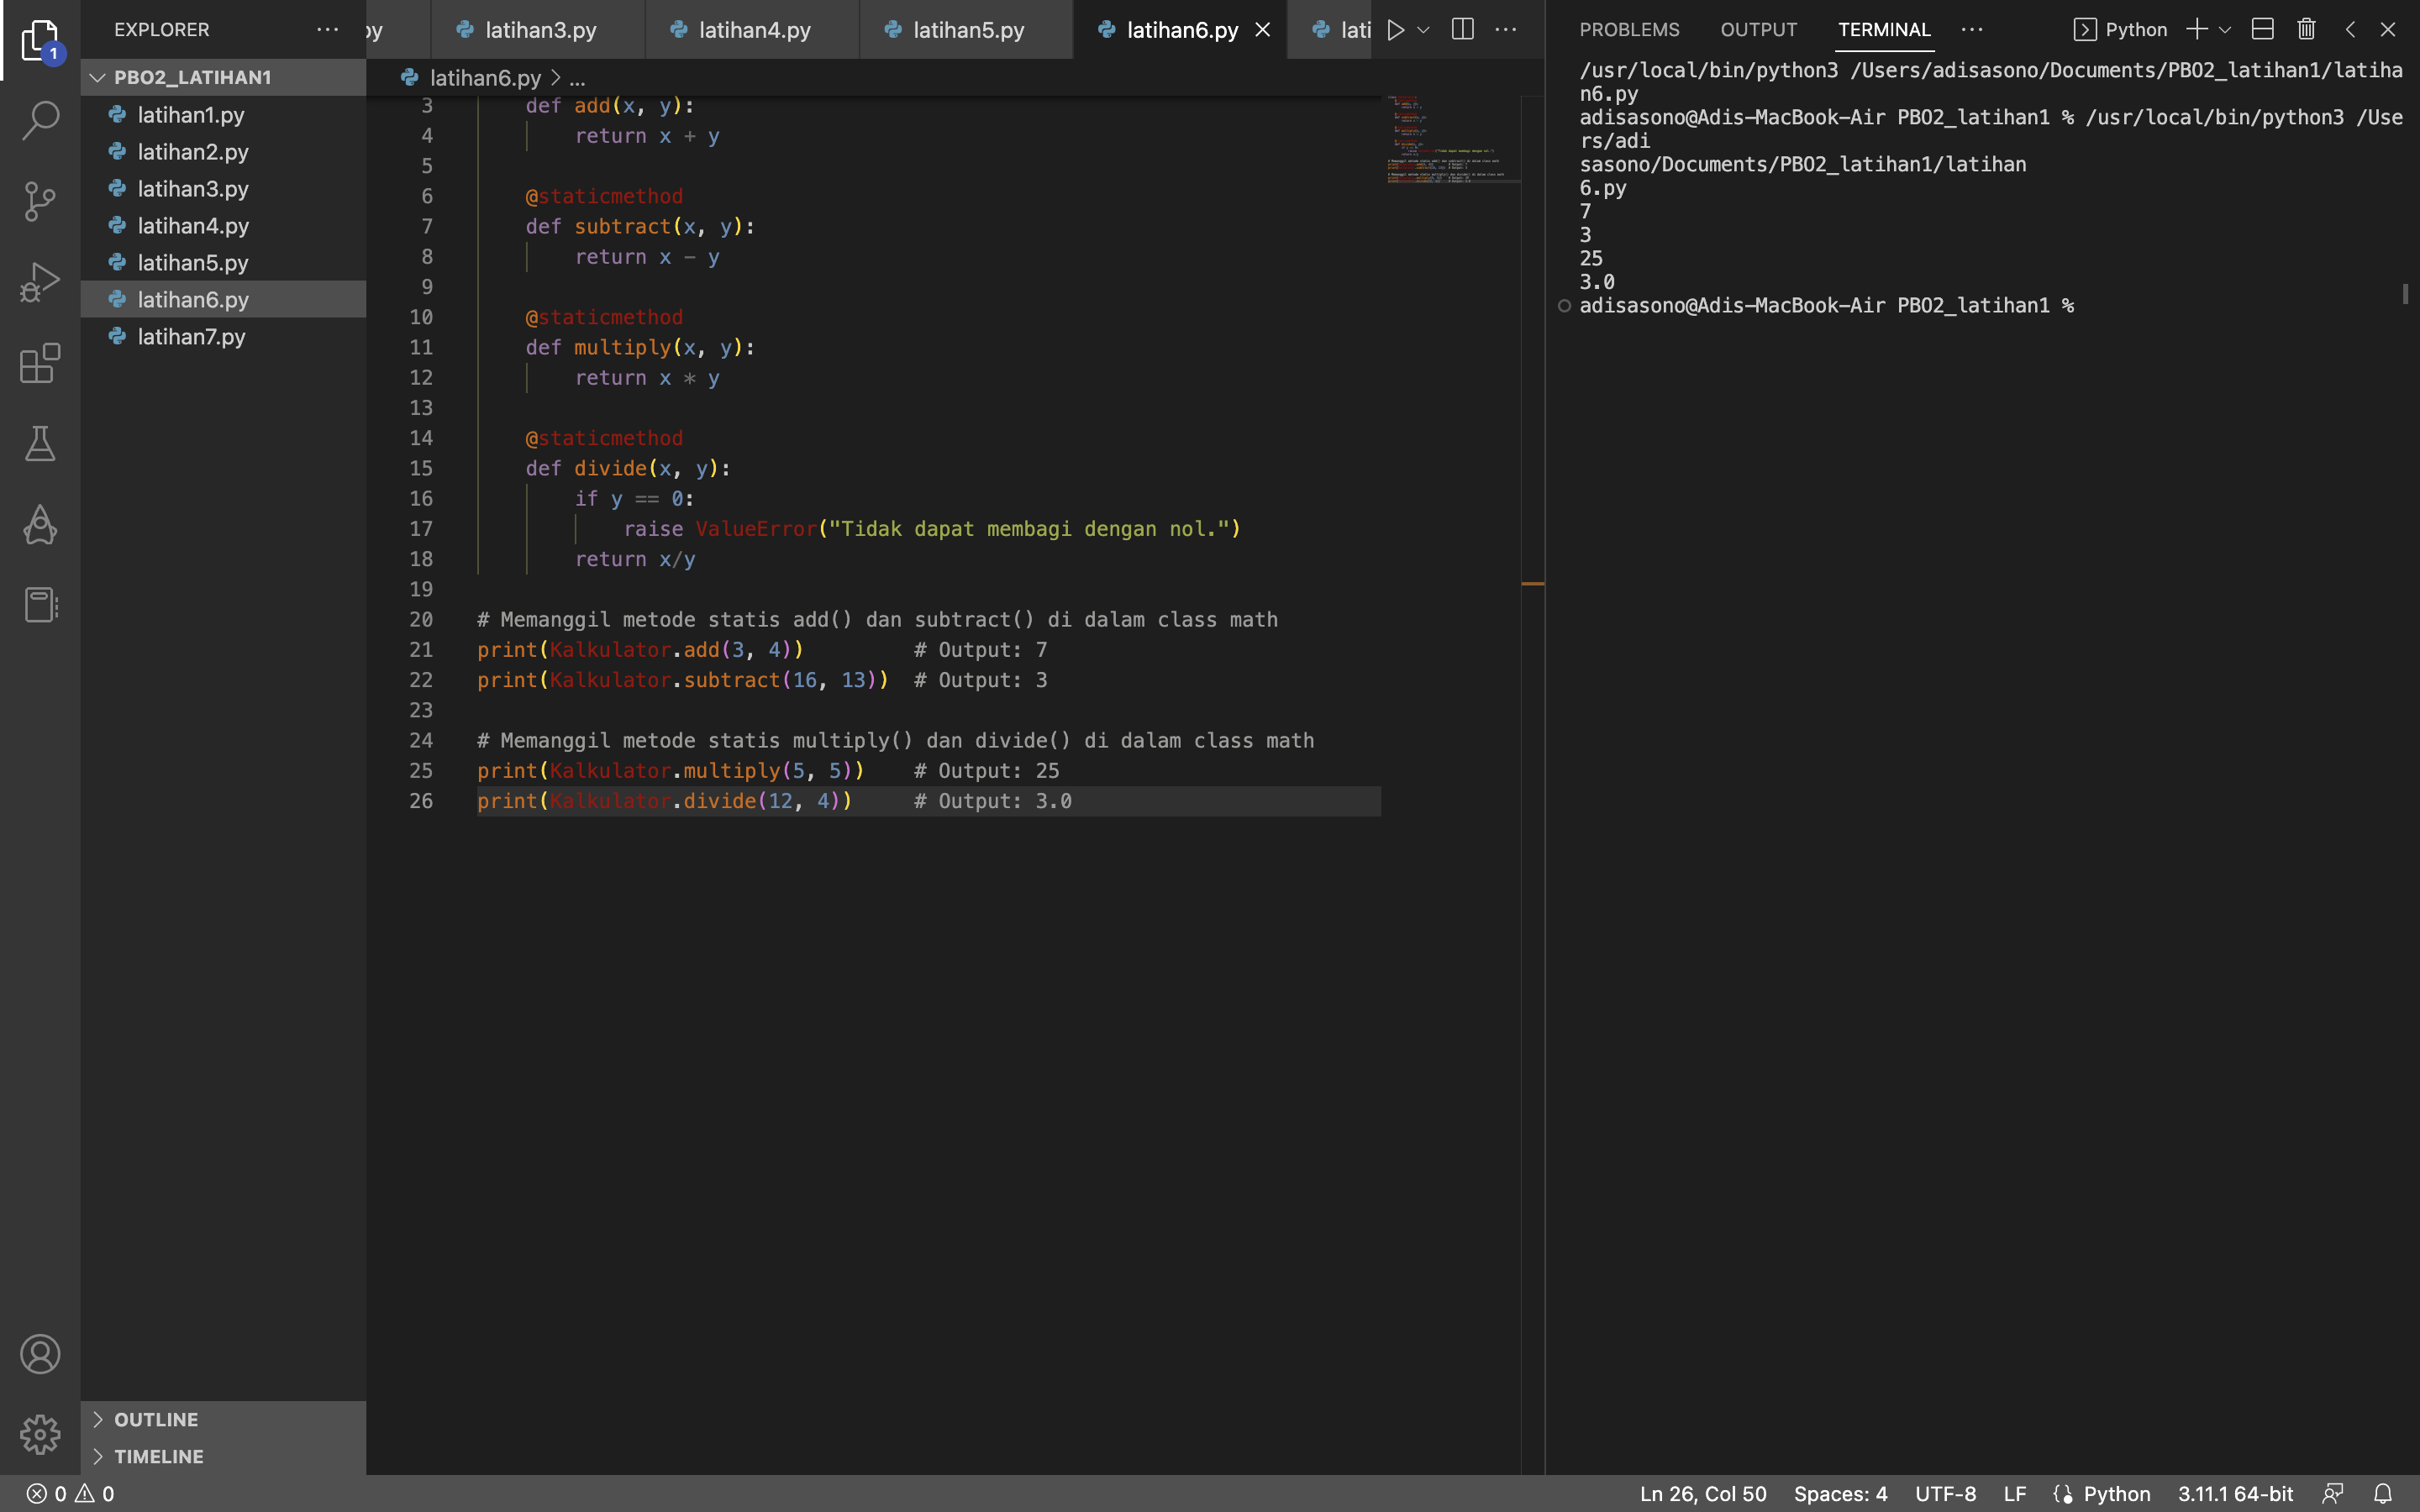 EXPLORER
1
PBO2_LATIHAN1
latihan1.py
latihan2.py
latihan3.py
latihan4.py
latihan5.py
latihan6.py
latihan7.py
OUTLINE
TIMELINE
py latihan3.py latihan4.py latihan5.py latihan6.py lati
latihan6.py > ...
3 def add(x, y):
4 return x + y
5
6 @staticmethod
7 def subtract(x, y):
8 return x - y
9
10 @staticmethod
11 def multiply(x, y):
12 return x * y
13
14 @staticmethod
15 def divide(x, y):
16 if y == 0:
17 raise ValueError("Tidak dapat membagi dengan nol.")
18 return x/y
19
20 # Memanggil metode statis add() dan subtract() di dalam class math
21 print(Kalkulator.add(3, 4)) # Output: 7
22 print(Kalkulator.subtract(16, 13)) # Output: 3
23
24 # Memanggil metode statis multiply() dan divide() di dalam class math
25 print(Kalkulator.multiply(5, 5)) # Output: 25
26 print(Kalkulator.divide(12, 4)) # Output: 3.0
PROBLEMS OUTPUT TERMINAL ... Python
/usr/local/bin/python3 /Users/adisasono/Documents/PBO2_latihan1/latiha
n6.py
adisasono@Adis-MacBook-Air PBO2_latihan1 % /usr/local/bin/python3 /Use
rs/adi
sasono/Documents/PBO2_latihan1/latihan
6.py
7
3
25
3.0
adisasono@Adis-MacBook-Air PBO2_latihan1 %
0 0
Ln 26, Col 50 Spaces: 4 UTF-8 LF Python 3.11.1 64-bit